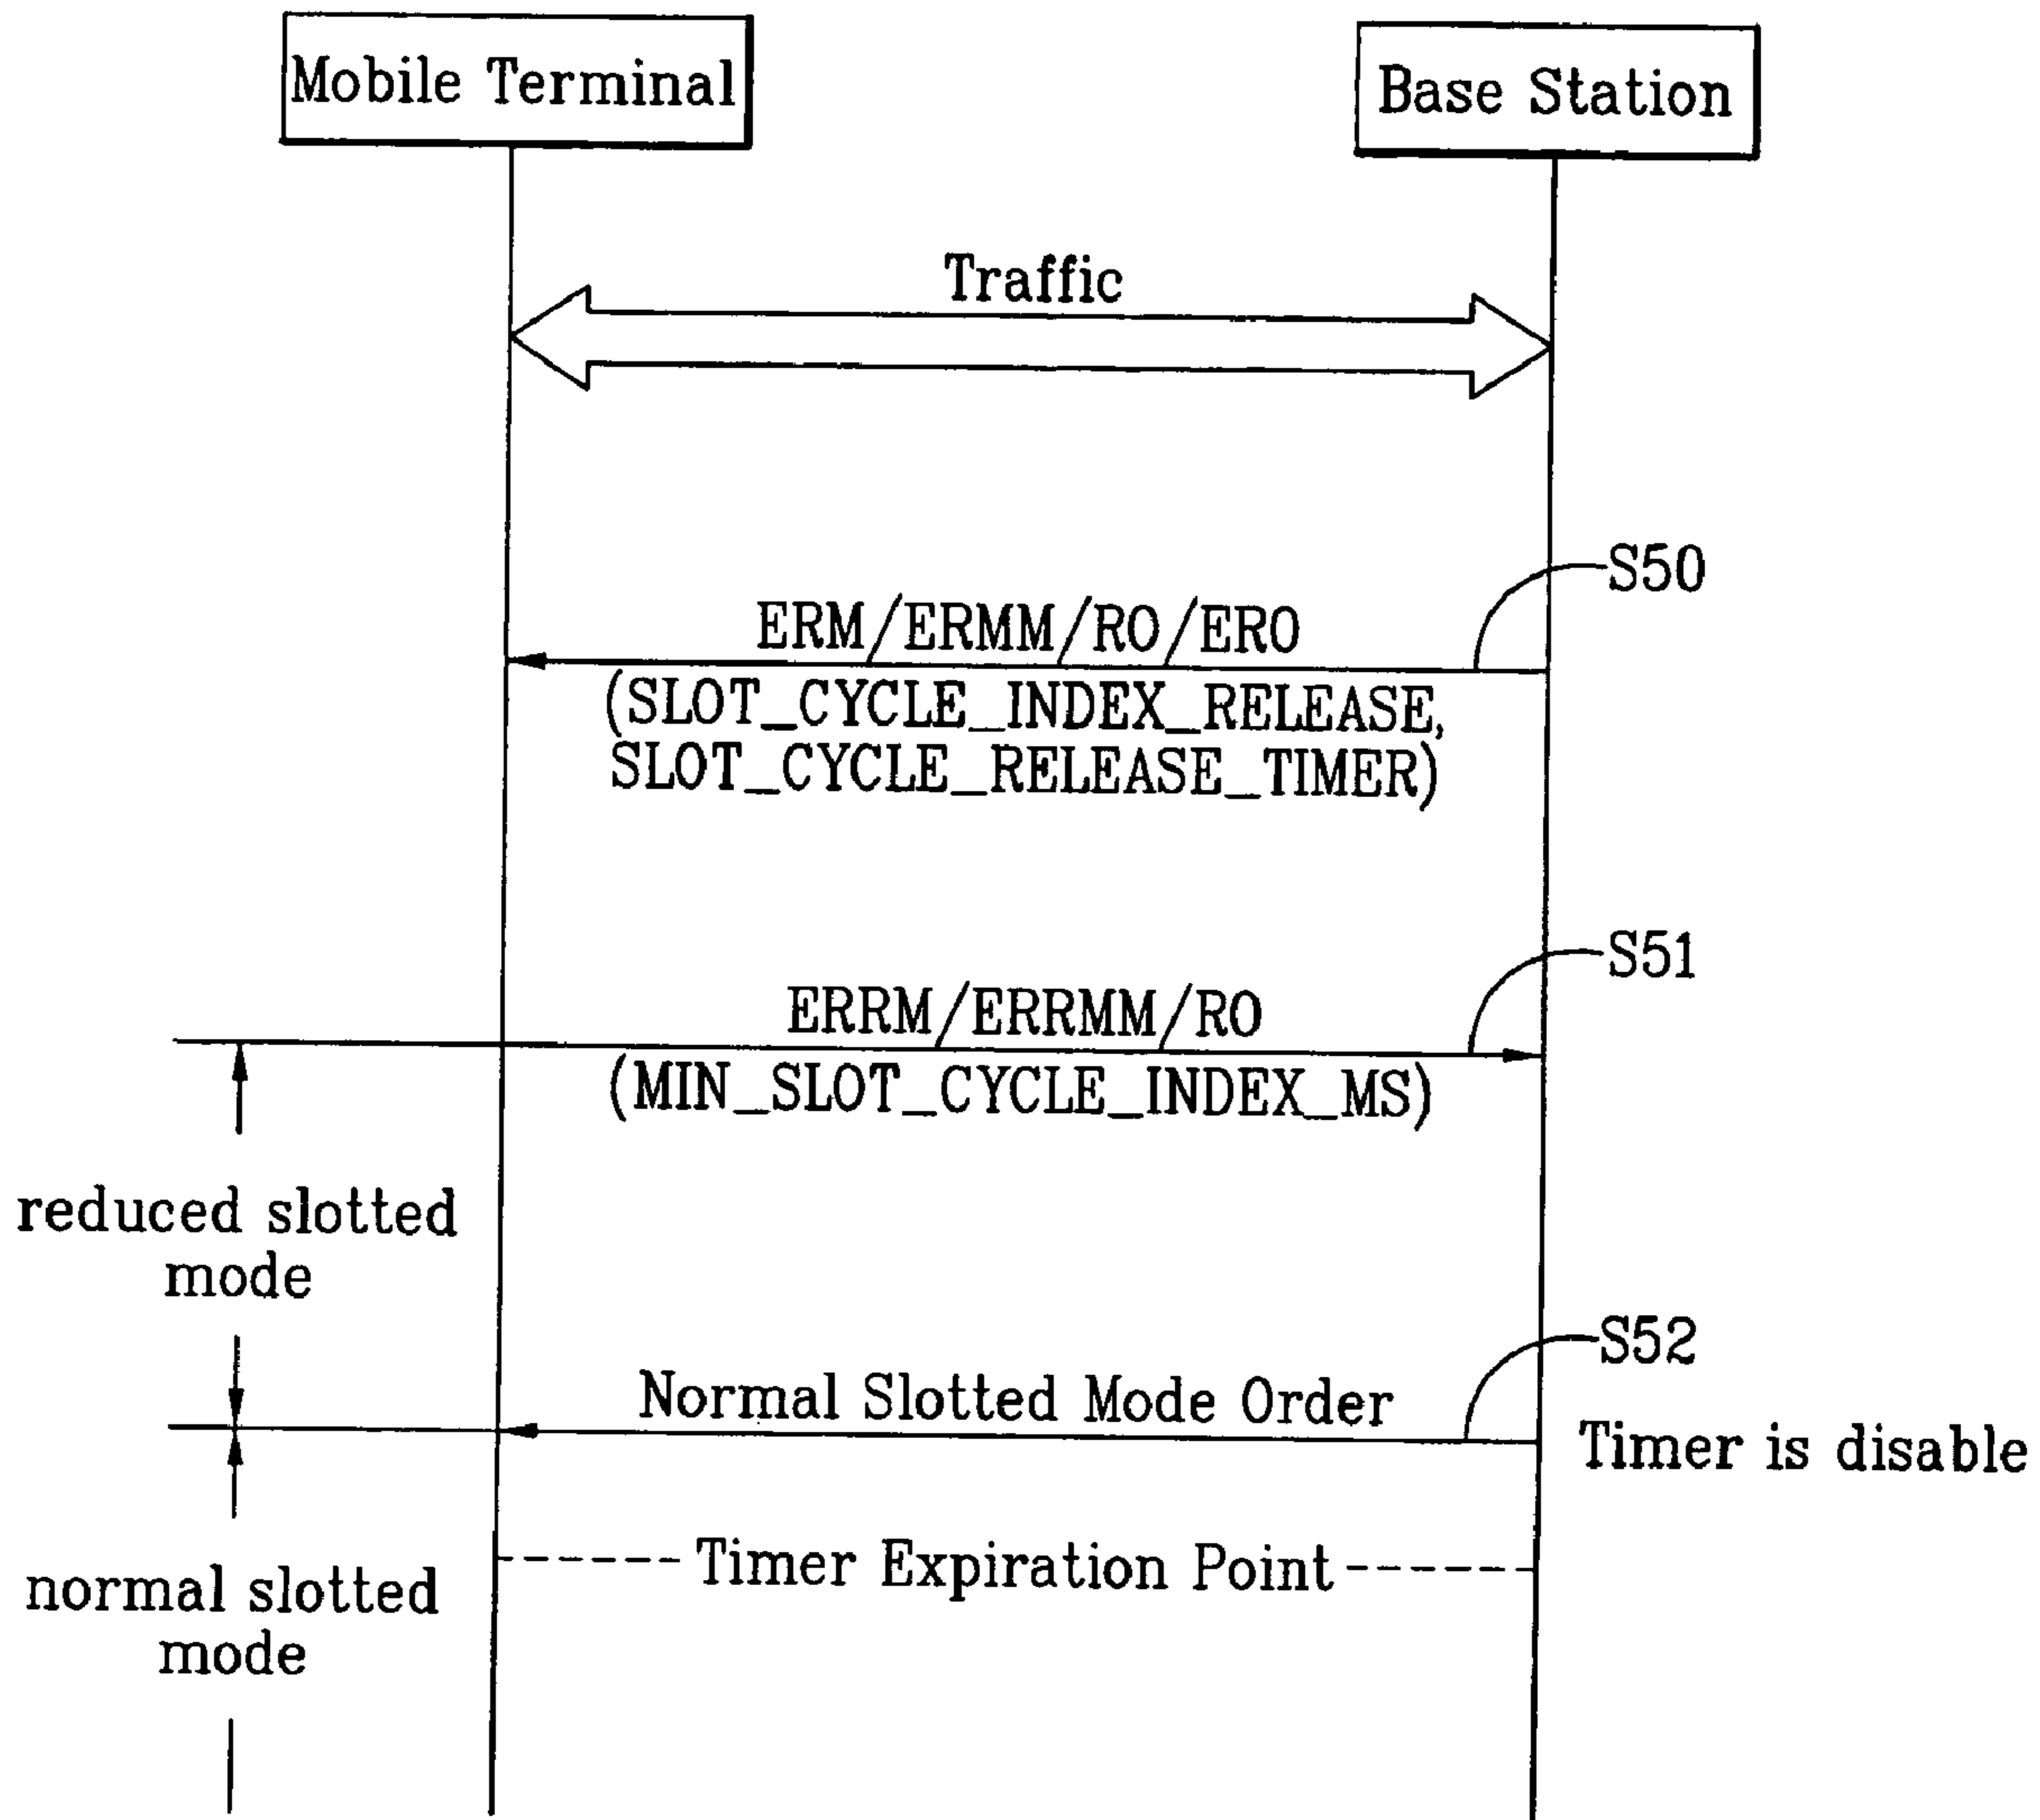 Mobile Terminal
Base Station
Traffic
S50
ERM/ERMM/RO/ERO
(SLOT_CYCLE_INDEX_RELEASE,
SLOT_CYCLE_RELEASE_TIMER)
S51
ERRM/ERRMM/RO
(MIN_SLOT_CYCLE_INDEX_MS)
reduced slotted
mode
S52
Normal Slotted Mode Order
Timer is disable
Timer Expiration Point
normal slotted
mode